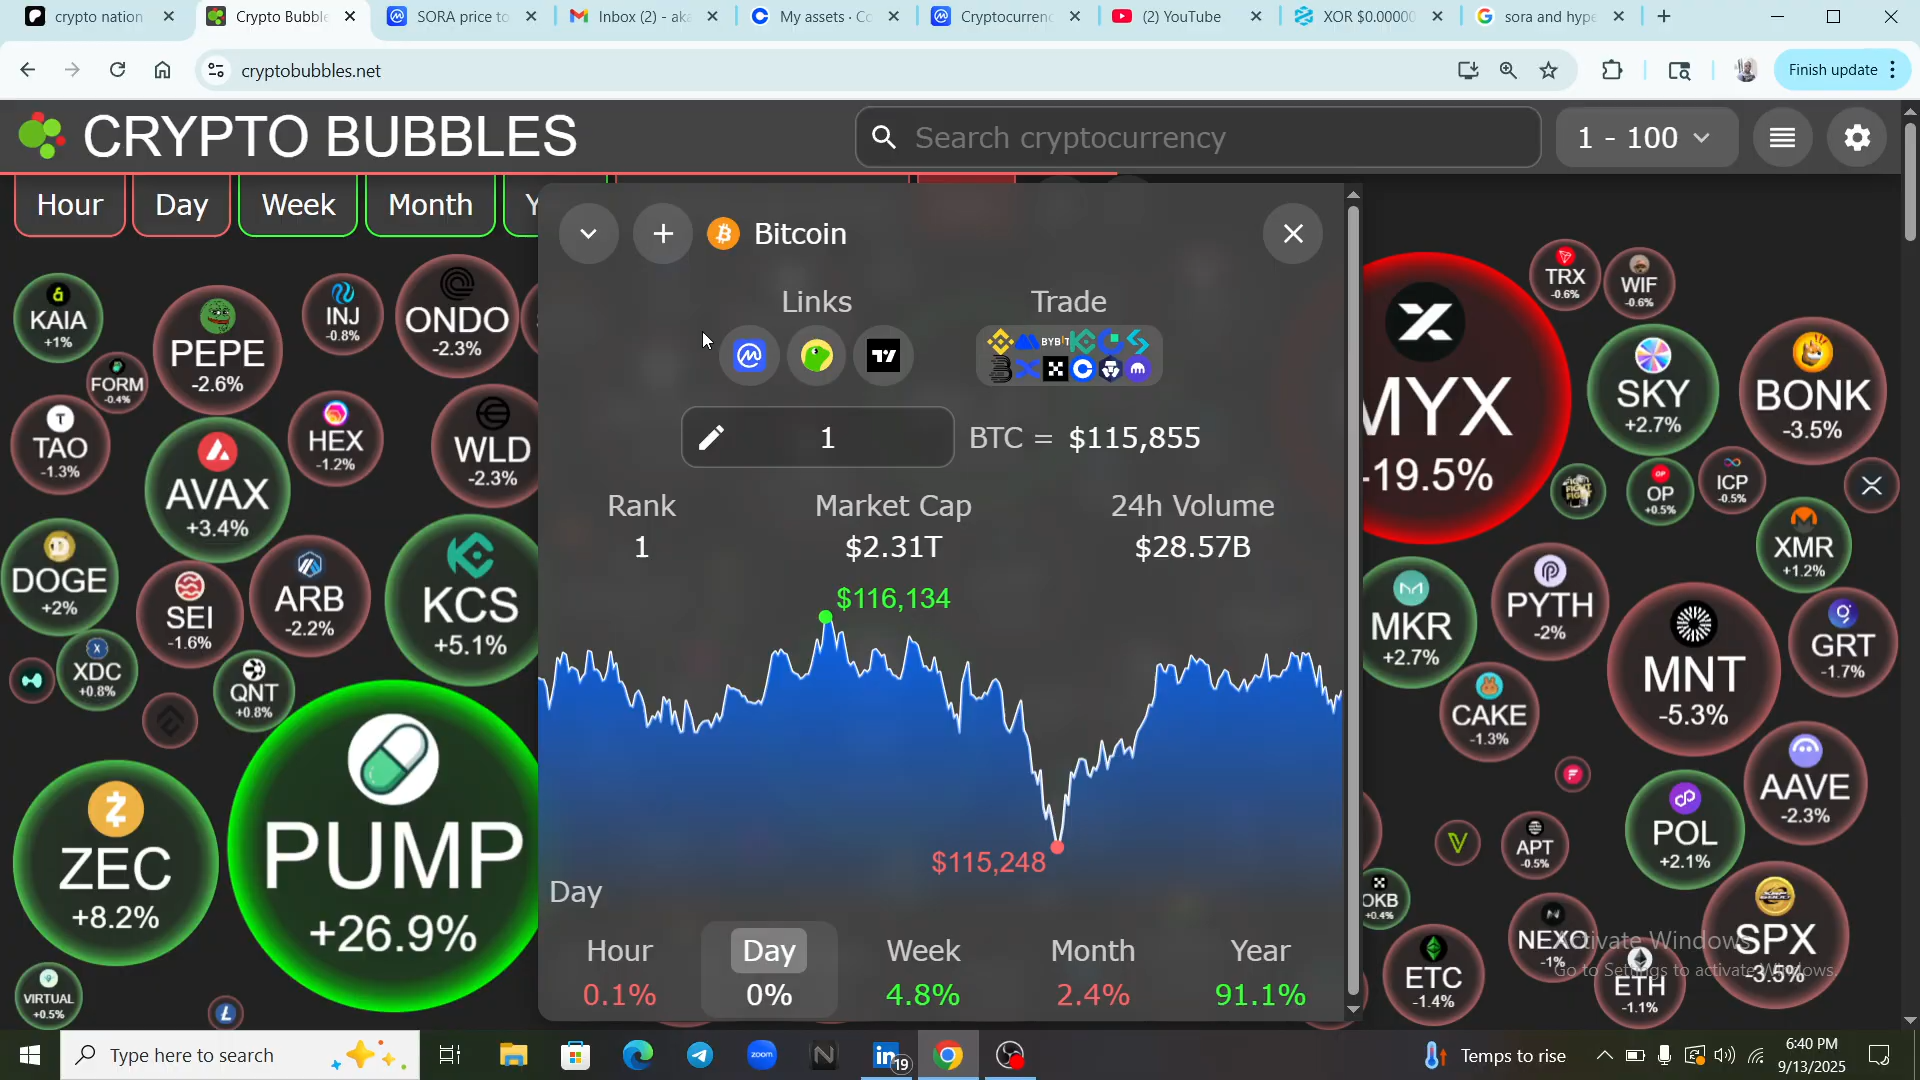 crypto nation
Crypto Bubble
SORA price to
Inbox (2) - aka
My assets · Co
Cryptocurren
(2) YouTube
XOR $0.00000
sora and hype
cryptobubbles.net
Finish update
CRYPTO BUBBLES
Search cryptocurrency
1 - 100
Hour
Day
Week
Month
Y
Bitcoin
Links
Trade
BYBIT
1
BTC = $115,855
Rank
Market Cap
24h Volume
1
$2.31T
$28.57B
$116,134
$115,248
Day
Hour
Day
Week
Month
Year
0.1%
0%
4.8%
2.4%
91.1%
KAIA
+1%
PEPE
-2.6%
INJ
-0.8%
ONDO
-2.3%
FORM
-0.4%
TAO
-1.3%
AVAX
+3.4%
HEX
-1.2%
WLD
-2.3%
DOGE
+2%
SEI
-1.6%
ARB
-2.2%
KCS
+5.1%
XDC
+0.8%
QNT
+0.8%
ZEC
+8.2%
PUMP
+26.9%
VIRTUAL
+0.5%
MYX
-19.5%
TRX
-0.6%
WIF
-0.6%
SKY
+2.7%
BONK
-3.5%
OP
+0.5%
ICP
-0.5%
XMR
+1.2%
MKR
+2.7%
PYTH
-2%
MNT
-5.3%
GRT
-1.7%
CAKE
-1.3%
AAVE
-2.3%
POL
+2.1%
APT
-0.5%
OKB
+0.4%
NEXO
-1%
SPX
-3.5%
ETC
-1.4%
ETH
-1.1%
Activate Windows
Go to Settings to activate Windows.
Type here to search
zoom
19
Temps to rise
6:40 PM
9/13/2025